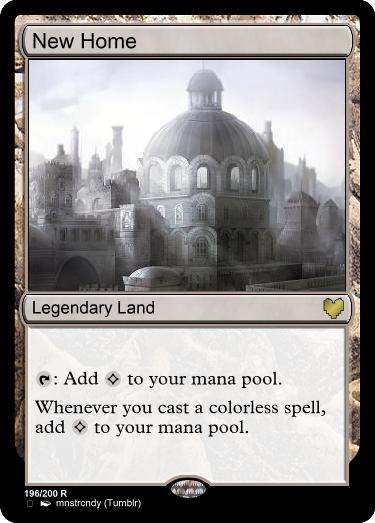 New Home
Legendary Land
: Add ◇ to your mana pool.
Whenever you cast a colorless spell,
add ◇ to your mana pool.
196/200 R
mnstrcndy (Tumblr)